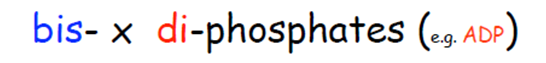 bis- x di-phosphates (e.g. ADP)